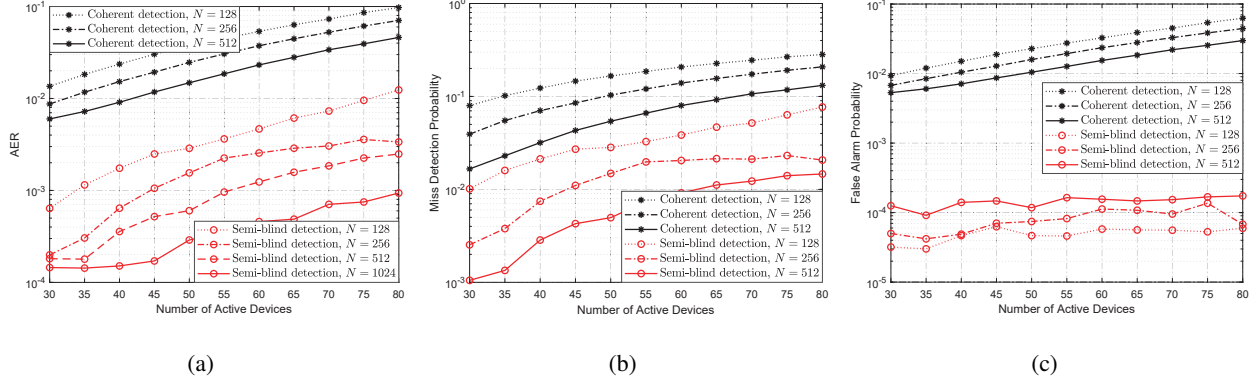 Coherent detection, N = 128
Coherent detection, N = 256
Coherent detection, N = 512
Semi-blind detection, N = 128
Semi-blind detection, N = 256
Semi-blind detection, N = 512
Semi-blind detection, N = 1024
10^-1
10^-2
10^-3
10^-4
AER
30 35 40 45 50 55 60 65 70 75 80
Number of Active Devices
(a)
10^0
10^-1
10^-2
10^-3
Miss Detection Probability
Coherent detection, N = 128
Coherent detection, N = 256
Coherent detection, N = 512
Semi-blind detection, N = 128
Semi-blind detection, N = 256
Semi-blind detection, N = 512
30 35 40 45 50 55 60 65 70 75 80
Number of Active Devices
(b)
10^-1
10^-2
10^-3
10^-4
10^-5
False Alarm Probability
Coherent detection, N = 128
Coherent detection, N = 256
Coherent detection, N = 512
Semi-blind detection, N = 128
Semi-blind detection, N = 256
Semi-blind detection, N = 512
30 35 40 45 50 55 60 65 70 75 80
Number of Active Devices
(c)